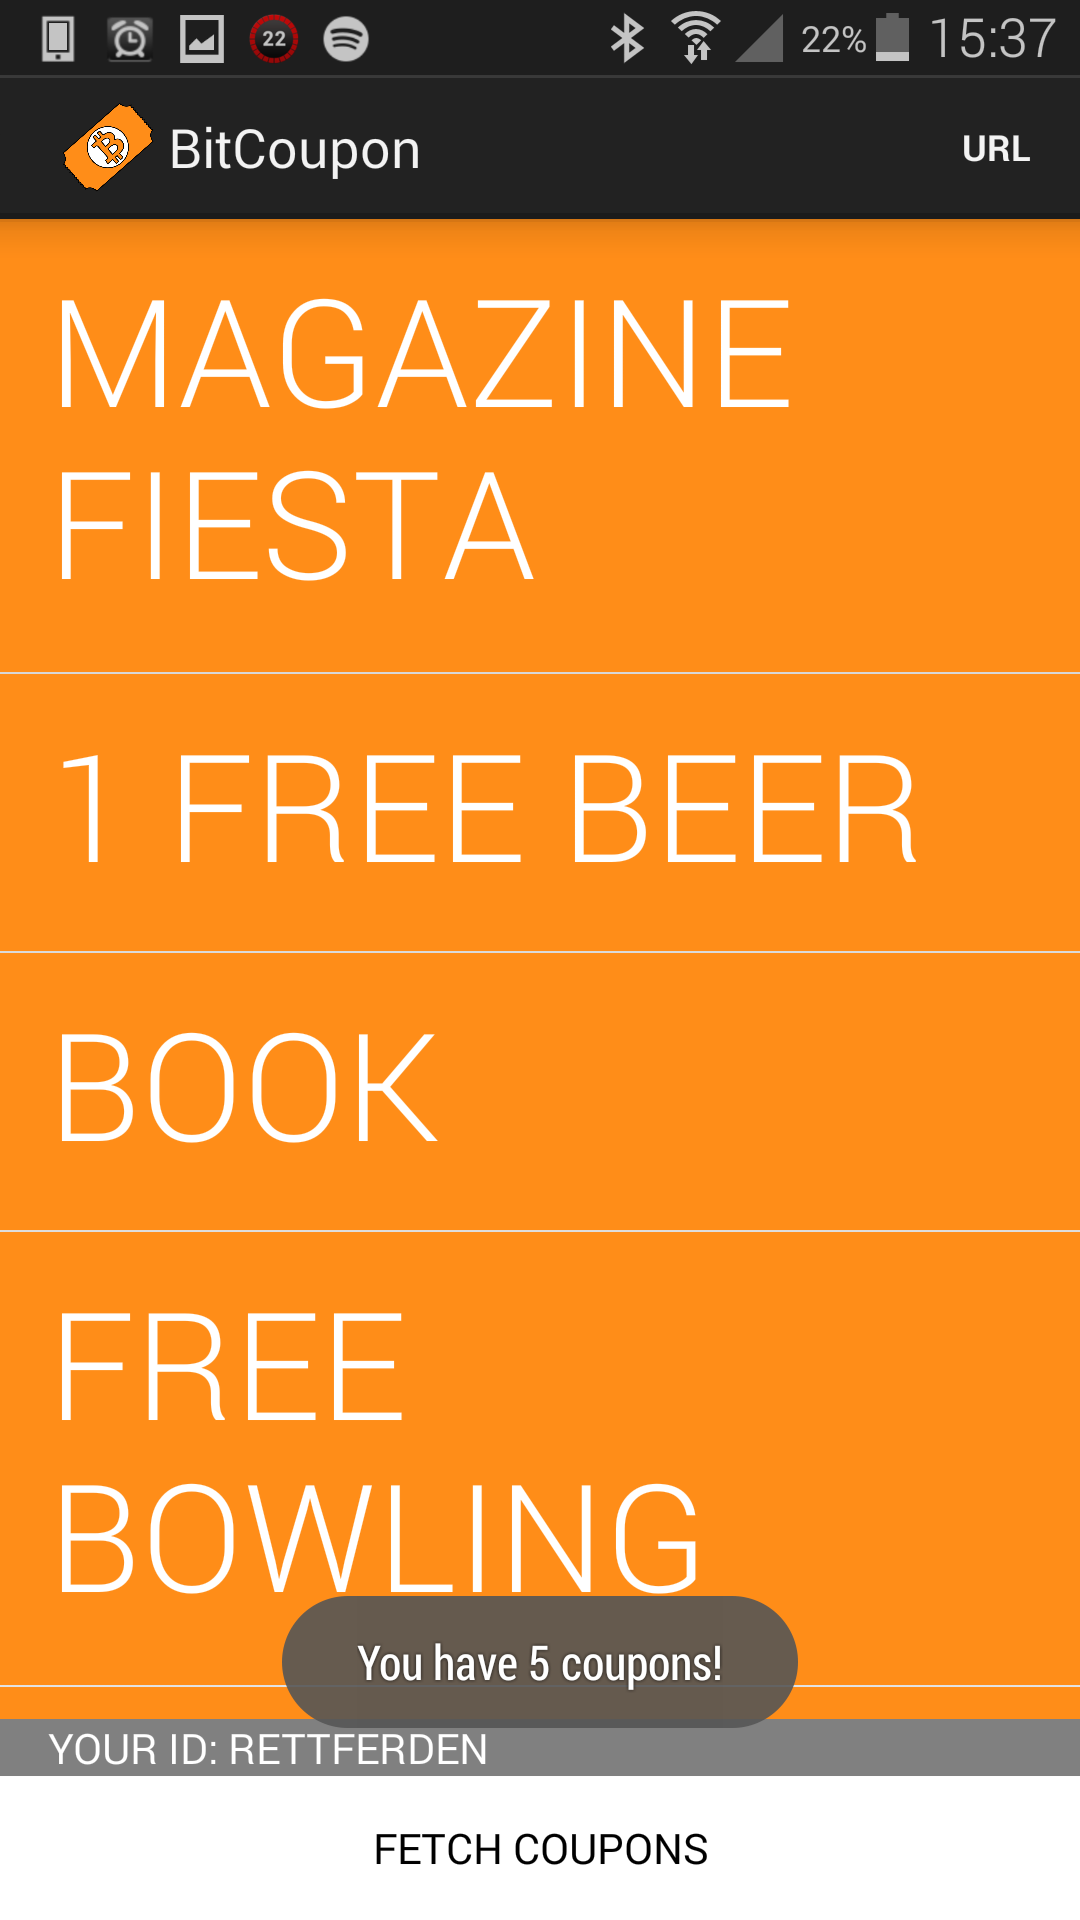 22
22%
15:37
BitCoupon
URL
MAGAZINE
FIESTA
1 FREE BEER
BOOK
FREE
BOWLING
You have 5 coupons!
YOUR ID: RETTFERDEN
FETCH COUPONS